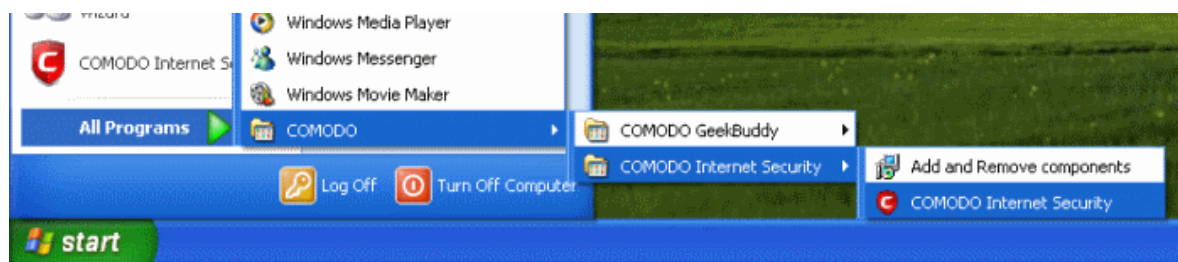 Wizard
COMODO Internet S
All Programs
Windows Media Player
Windows Messenger
Windows Movie Maker
COMODO
COMODO GeekBuddy
COMODO Internet Security
Add and Remove components
COMODO Internet Security
Log Off
Turn Off Computer
start